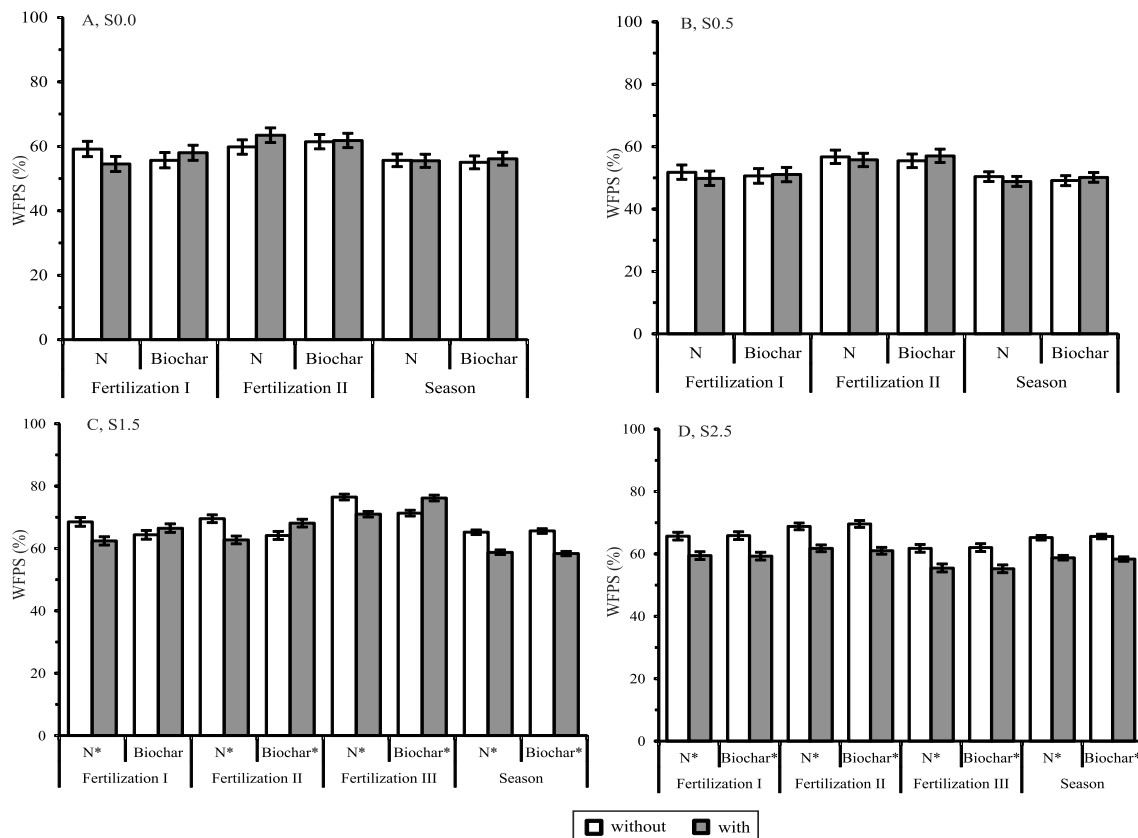 A, S0.0
100
80
60
40
20
0
WFPS (%)
N Biochar N Biochar N Biochar
Fertilization I Fertilization II Season
B, S0.5
100
80
60
40
20
0
WFPS (%)
N Biochar N Biochar N Biochar
Fertilization I Fertilization II Season
C, S1.5
100
80
60
40
20
0
WFPS (%)
N* Biochar N* Biochar* N* Biochar* N* Biochar*
Fertilization I Fertilization II Fertilization III Season
D, S2.5
100
80
60
40
20
0
WFPS (%)
N* Biochar* N* Biochar* N* Biochar* N* Biochar*
Fertilization I Fertilization II Fertilization III Season
without with